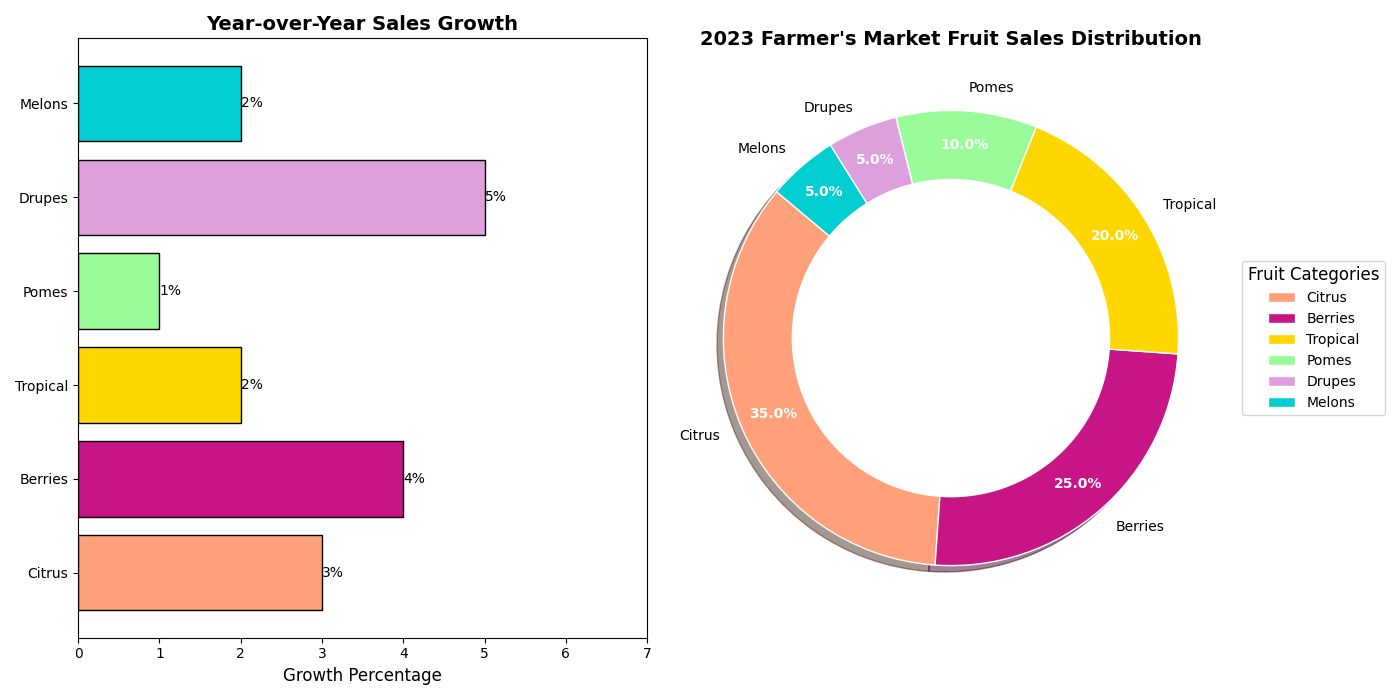 Year-over-Year Sales Growth
Melons
2%
Drupes
5%
Pomes
1%
Tropical
2%
Berries
4%
Citrus
3%
0 1 2 3 4 5 6 7
Growth Percentage
2023 Farmer's Market Fruit Sales Distribution
Pomes
Drupes
10.0%
Melons
5.0%
5.0%
Tropical
20.0%
Citrus
35.0%
25.0%
Berries
Fruit Categories
Citrus
Berries
Tropical
Pomes
Drupes
Melons